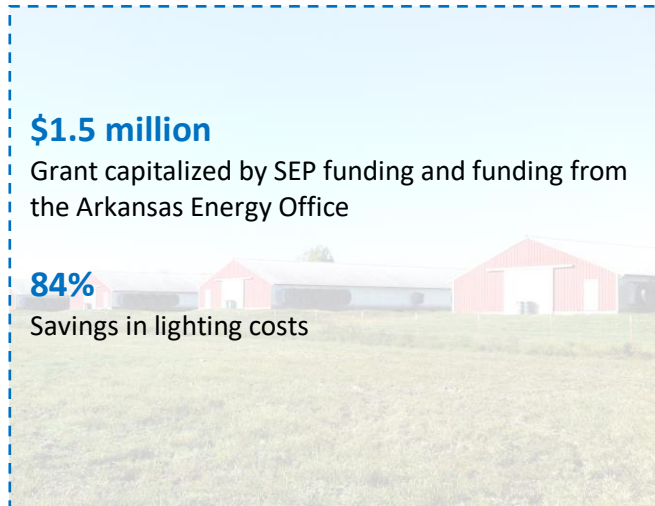 $1.5 million
Grant capitalized by SEP funding and funding from
the Arkansas Energy Office
84%
Savings in lighting costs